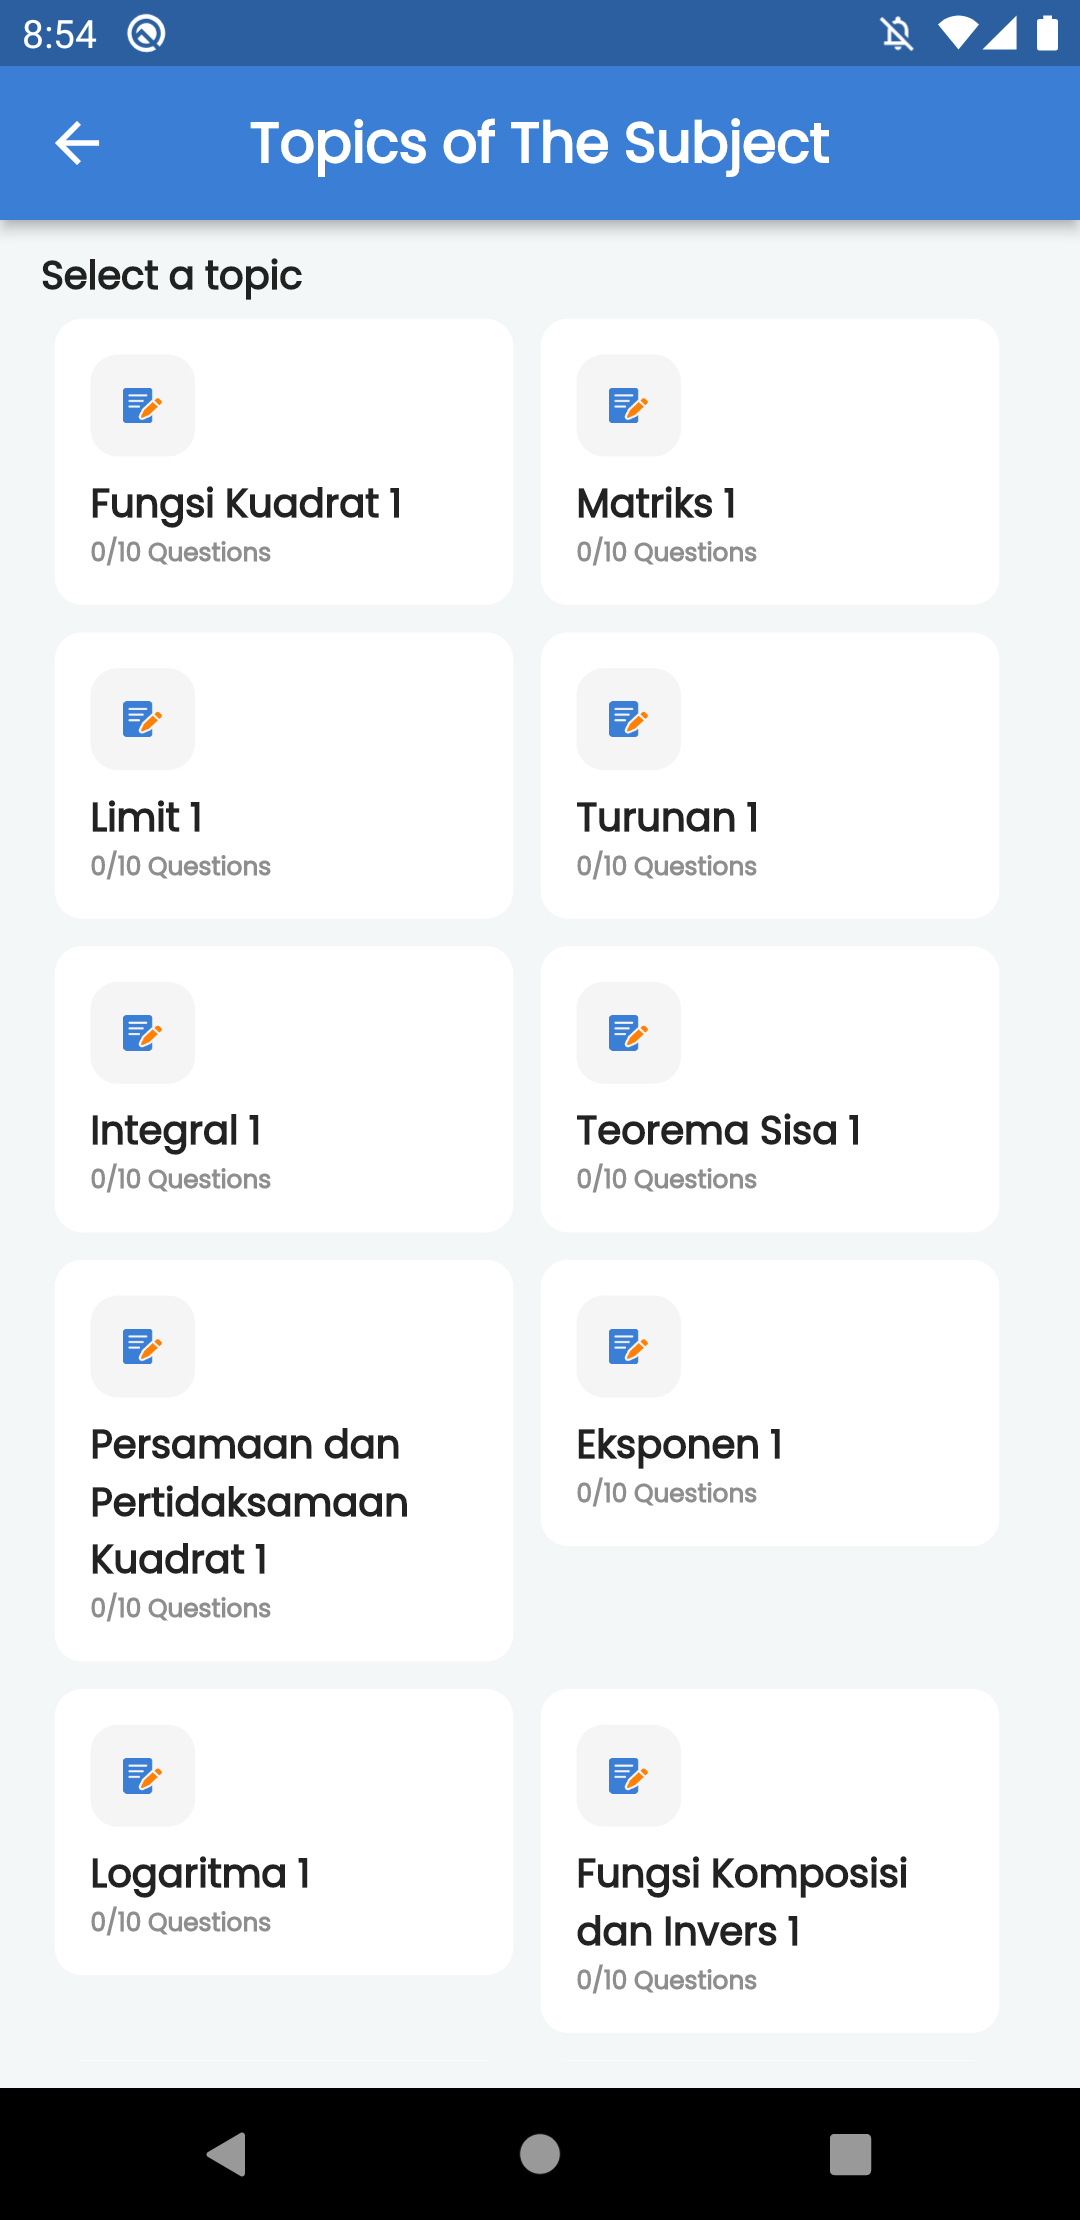 8:54
Topics of The Subject
Select a topic
Fungsi Kuadrat 1
0/10 Questions
Matriks 1
0/10 Questions
Limit 1
0/10 Questions
Turunan 1
0/10 Questions
Integral 1
0/10 Questions
Teorema Sisa 1
0/10 Questions
Persamaan dan
Pertidaksamaan
Kuadrat 1
0/10 Questions
Eksponen 1
0/10 Questions
Logaritma 1
0/10 Questions
Fungsi Komposisi
dan Invers 1
0/10 Questions